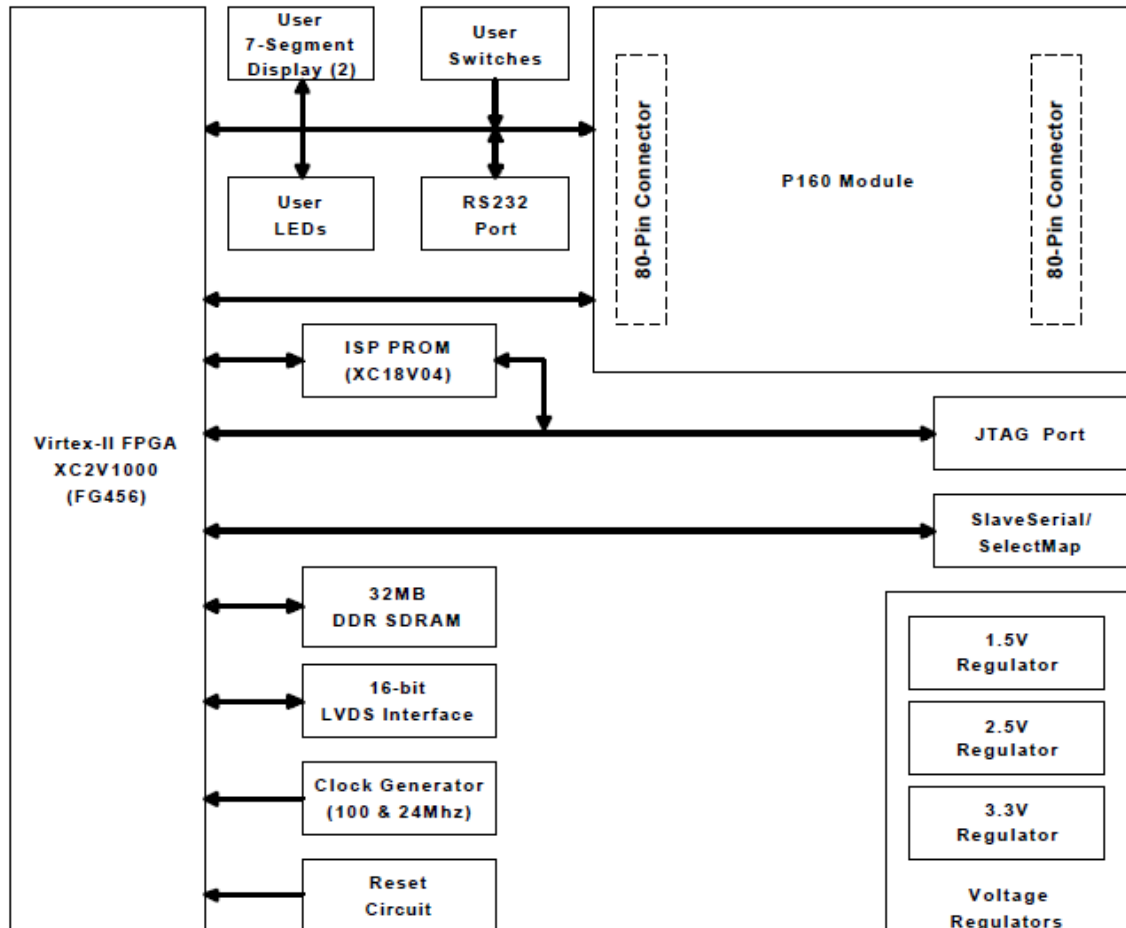 User
7-Segment
Display (2)
User
Switches
80-Pin Connector
P160 Module
80-Pin Connector
User
LEDs
RS232
Port
ISP PROM
(XC18V04)
Virtex-II FPGA
XC2V1000
(FG456)
JTAG Port
SlaveSerial/
SelectMap
32MB
DDR SDRAM
16-bit
LVDS Interface
Clock Generator
(100 & 24Mhz)
Reset
Circuit
1.5V
Regulator
2.5V
Regulator
3.3V
Regulator
Voltage
Regulators